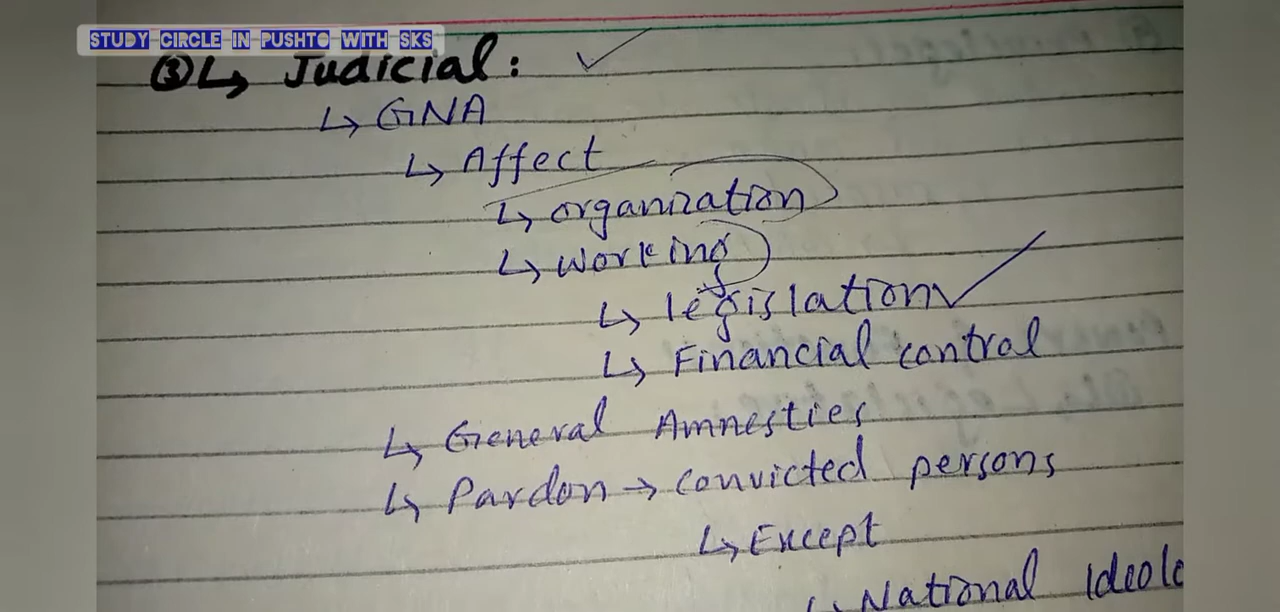 STUDY CIRCLE IN PUSHTO WITH SKS
③↳ Judicial:
↳ GNA
↳ Affect
↳ organization
↳ working
↳ legislation
↳ Financial control
↳ General Amnesties
↳ Pardon → convicted persons
↳ Except
↳ National Ideolo